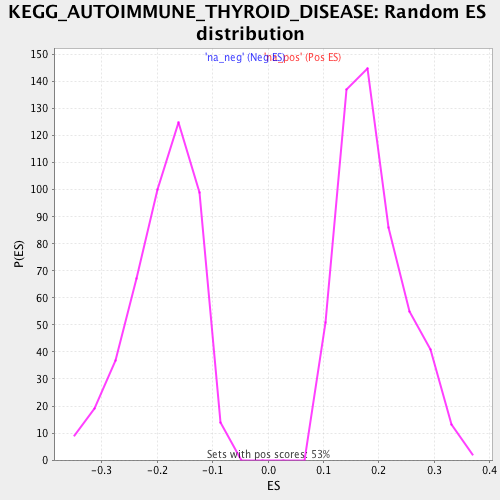 KEGG_AUTOIMMUNE_THYROID_DISEASE: Random ES
distribution
'na_neg' (Neg ES) 'na_pos' (Pos ES)
150
140
130
120
110
100
90
80
70
60
50
40
30
20
10
0
P(ES)
Sets with pos scores: 53%
-0.3 -0.2 -0.1 0.0 0.1 0.2 0.3 0.4
ES